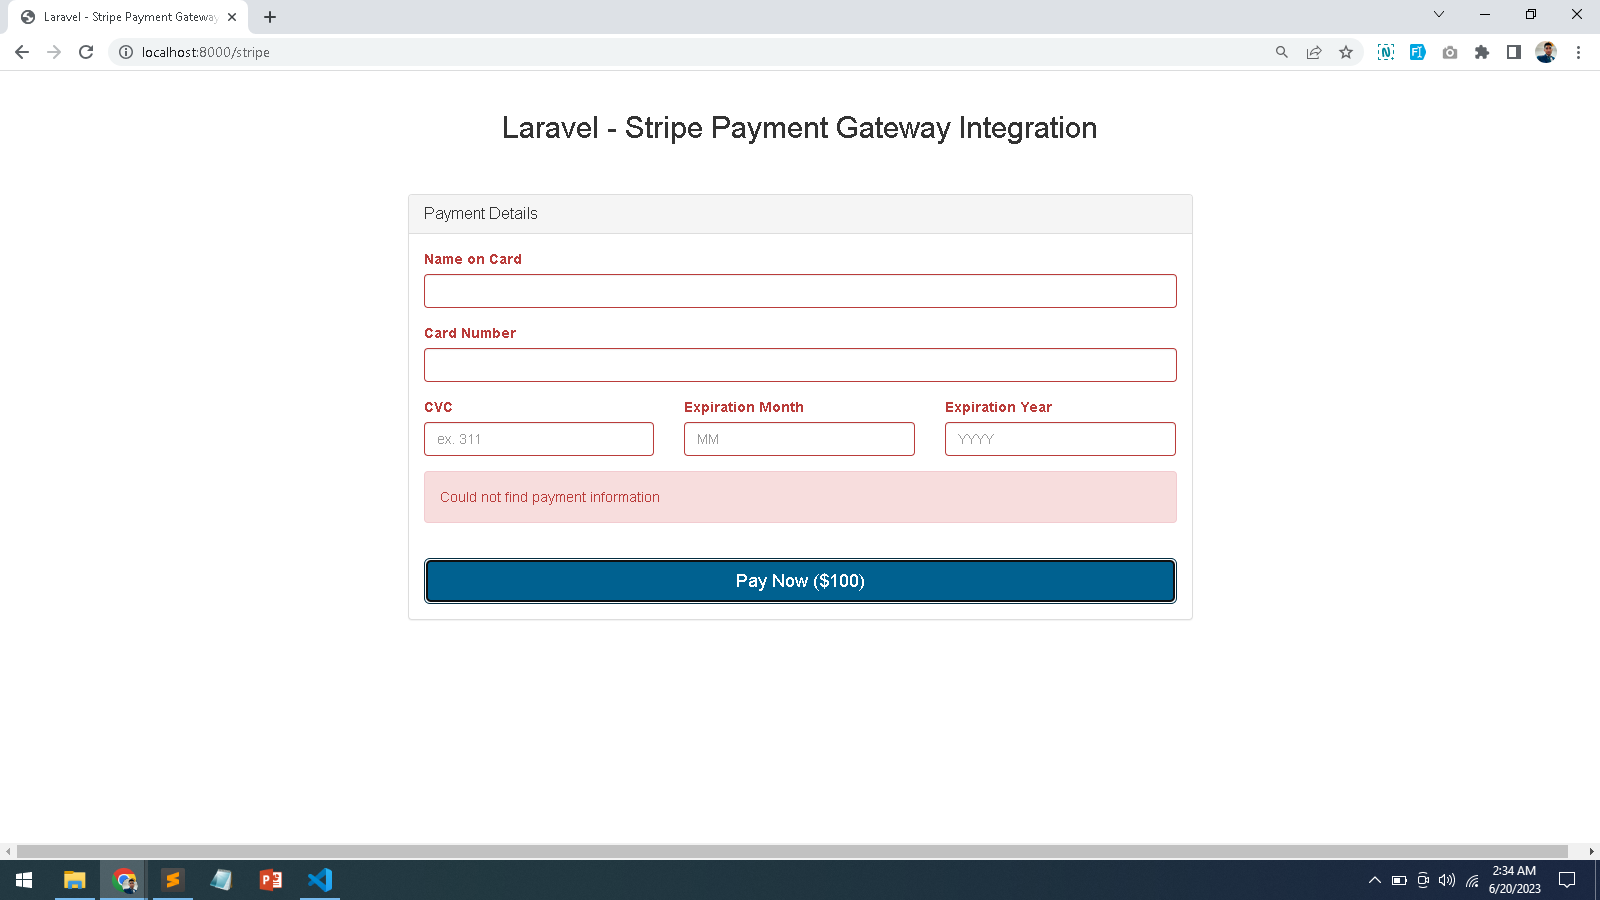 Laravel - Stripe Payment Gateway
localhost:8000/stripe
Laravel - Stripe Payment Gateway Integration
Payment Details
Name on Card
Card Number
CVC Expiration Month Expiration Year
ex. 311 MM YYYY
Could not find payment information
Pay Now ($100)
2:34 AM
6/20/2023